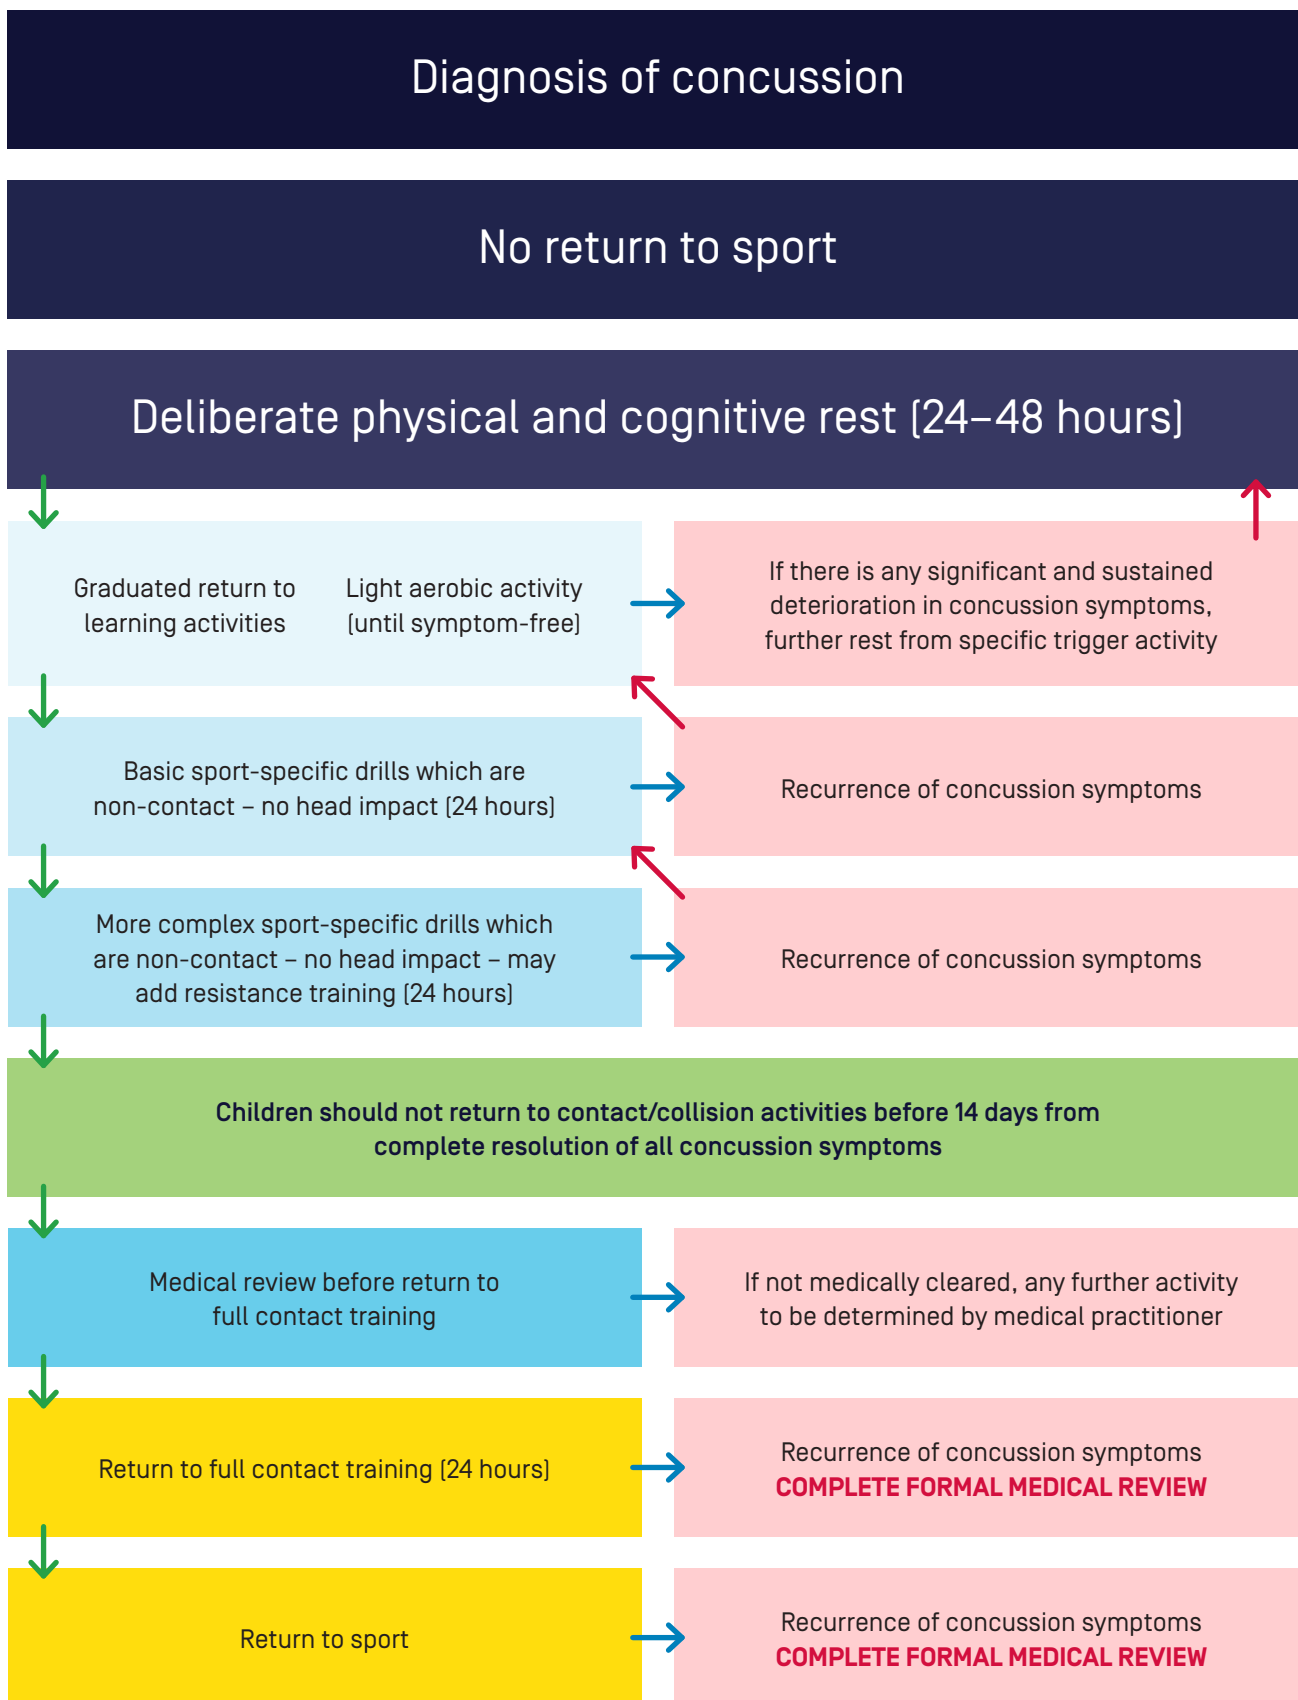 Diagnosis of concussion
No return to sport
Deliberate physical and cognitive rest (24–48 hours)
Graduated return to
learning activities
Light aerobic activity
(until symptom-free)
If there is any significant and sustained
deterioration in concussion symptoms,
further rest from specific trigger activity
Basic sport-specific drills which are
non-contact – no head impact (24 hours)
Recurrence of concussion symptoms
More complex sport-specific drills which
are non-contact – no head impact – may
add resistance training (24 hours)
Recurrence of concussion symptoms
Children should not return to contact/collision activities before 14 days from
complete resolution of all concussion symptoms
Medical review before return to
full contact training
If not medically cleared, any further activity
to be determined by medical practitioner
Return to full contact training (24 hours)
Recurrence of concussion symptoms
COMPLETE FORMAL MEDICAL REVIEW
Return to sport
Recurrence of concussion symptoms
COMPLETE FORMAL MEDICAL REVIEW